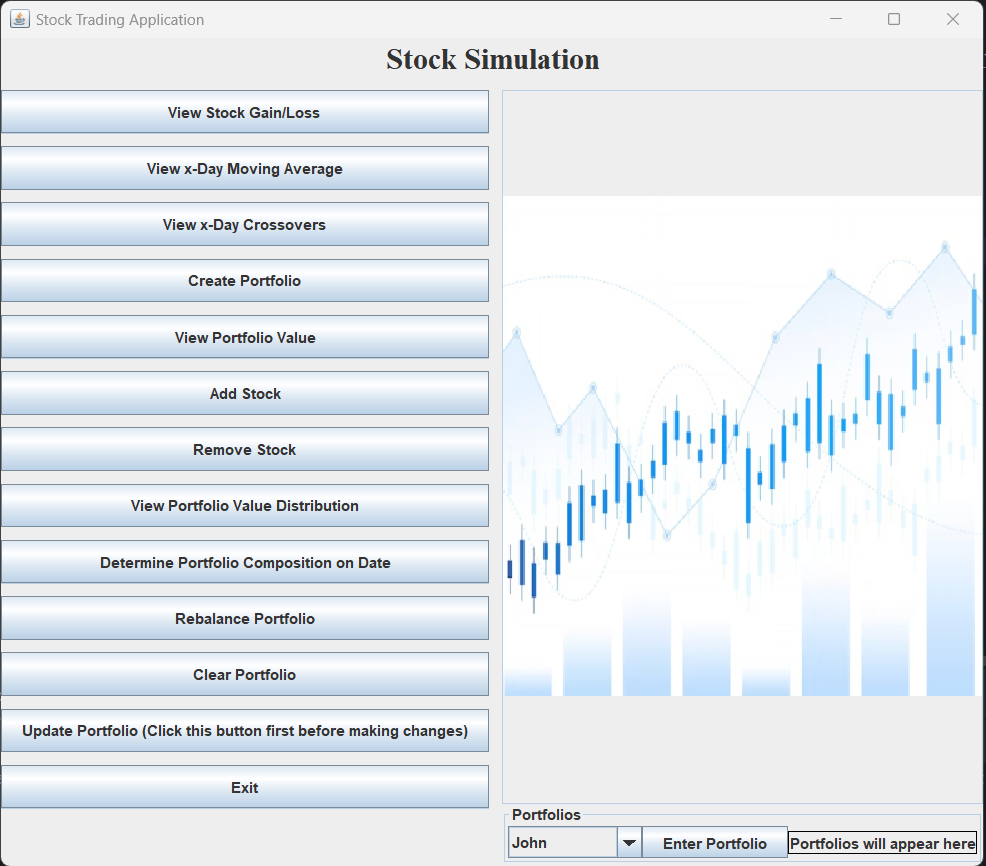 Stock Trading Application
Stock Simulation
View Stock Gain/Loss
View x-Day Moving Average
View x-Day Crossovers
Create Portfolio
View Portfolio Value
Add Stock
Remove Stock
View Portfolio Value Distribution
Determine Portfolio Composition on Date
Rebalance Portfolio
Clear Portfolio
Update Portfolio (Click this button first before making changes)
Exit
Portfolios
John
Enter Portfolio
Portfolios will appear here